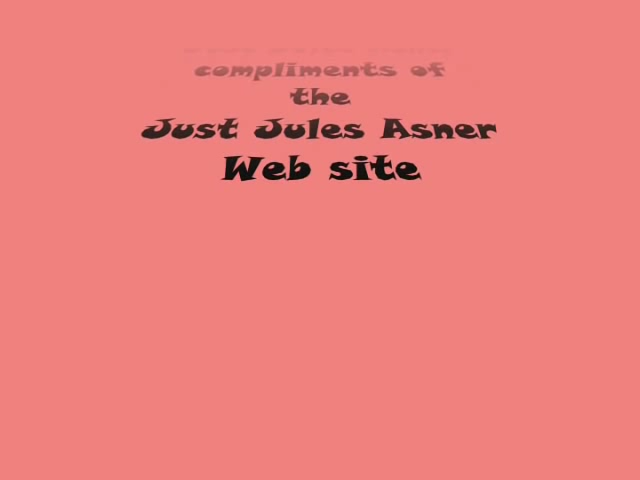 compliments of
the
Just Jules Asner
Web site